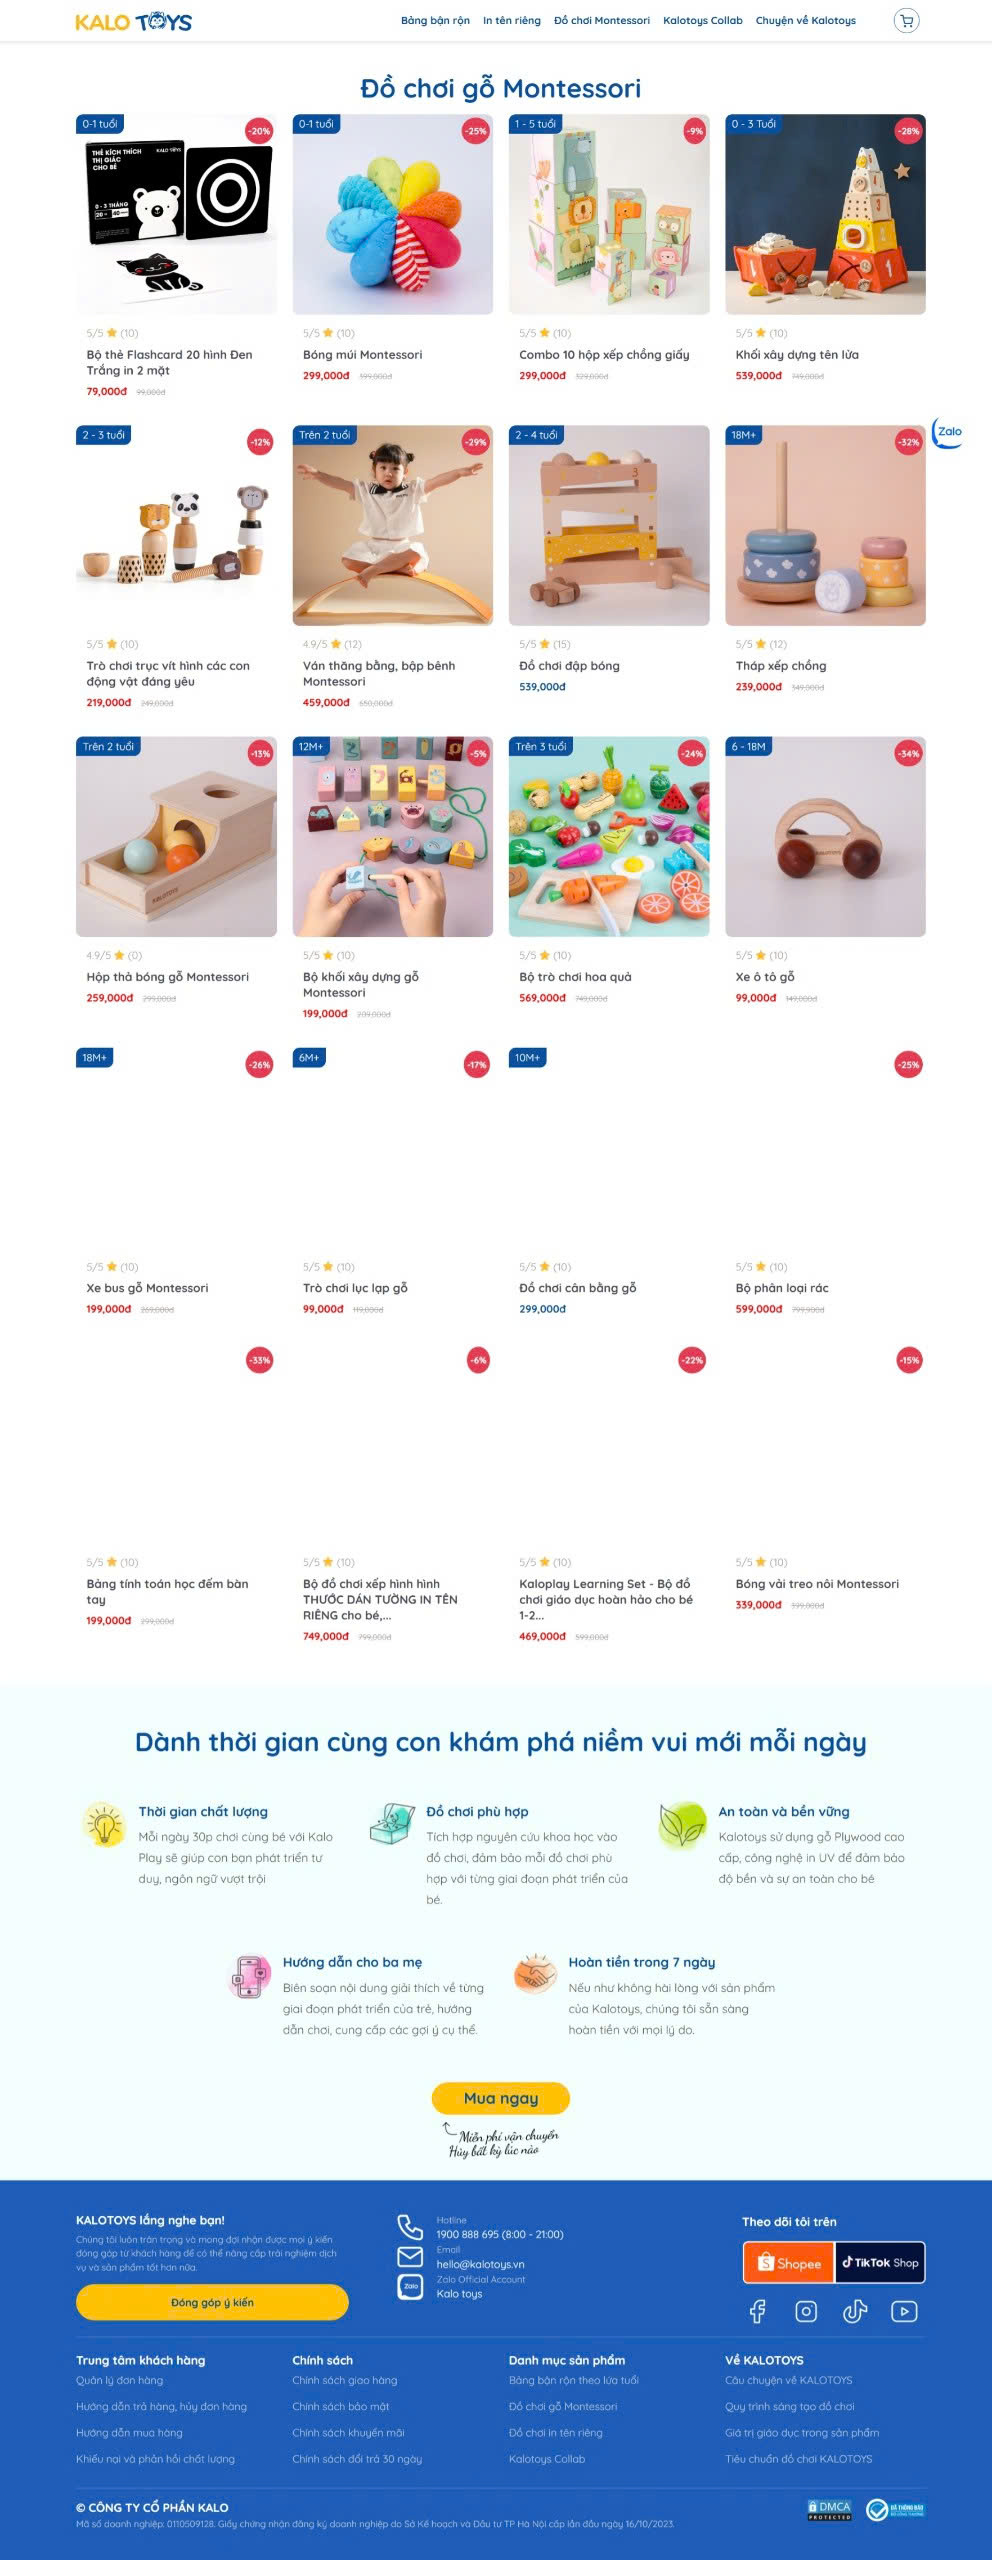 KALO TOYS
Bảng bận rộn In tên riêng Đồ chơi Montessori Kalotoys Collab Chuyện về Kalotoys
Đồ chơi gỗ Montessori
0-1 tuổi -20% 0-1 tuổi -25% 1 - 5 tuổi -9% 0 - 3 Tuổi -28%
THẺ KÍCH THÍCH
THỊ GIÁC
CHO BÉ
KALO TOYS
0 - 3 THÁNG
20 40
5/5 (10) 5/5 (10) 5/5 (10) 5/5 (10)
Bộ thẻ Flashcard 20 hình Đen
Trắng in 2 mặt
79,000đ 99,000đ
Bóng múi Montessori
299,000đ 399,000đ
Combo 10 hộp xếp chồng giấy
299,000đ 329,000đ
Khối xây dựng tên lửa
539,000đ 749,000đ
Zalo
2 - 3 tuổi -12% Trên 2 tuổi -29% 2 - 4 tuổi 18M+ -32%
5/5 (10) 4.9/5 (12) 5/5 (15) 5/5 (12)
Trò chơi trục vít hình các con
động vật đáng yêu
219,000đ 249,000đ
Ván thăng bằng, bập bênh
Montessori
459,000đ 650,000đ
Đồ chơi đập bóng
539,000đ
Tháp xếp chồng
239,000đ 349,000đ
Trên 2 tuổi -13% 12M+ -5% Trên 3 tuổi -24% 6 - 18M -34%
KALOTOYS
4.9/5 (0) 5/5 (10) 5/5 (10) 5/5 (10)
Hộp thả bóng gỗ Montessori
259,000đ 299,000đ
Bộ khối xây dựng gỗ
Montessori
199,000đ 209,000đ
Bộ trò chơi hoa quả
569,000đ 749,000đ
Xe ô tô gỗ
99,000đ 149,000đ
18M+ -26% 6M+ -17% 10M+ -25%
5/5 (10) 5/5 (10) 5/5 (10) 5/5 (10)
Xe bus gỗ Montessori
199,000đ 269,000đ
Trò chơi lục lạp gỗ
99,000đ 119,000đ
Đồ chơi cân bằng gỗ
299,000đ
Bộ phân loại rác
599,000đ 799,900đ
-33% -6% -22% -15%
5/5 (10) 5/5 (10) 5/5 (10) 5/5 (10)
Bảng tính toán học đếm bàn
tay
199,000đ 299,000đ
Bộ đồ chơi xếp hình hình
THƯỚC DÁN TƯỜNG IN TÊN
RIÊNG cho bé,...
749,000đ 799,000đ
Kaloplay Learning Set - Bộ đồ
chơi giáo dục hoàn hảo cho bé
1-2...
469,000đ 599,000đ
Bóng vải treo nôi Montessori
339,000đ 399,000đ
Dành thời gian cùng con khám phá niềm vui mới mỗi ngày
Thời gian chất lượng
Mỗi ngày 30p chơi cùng bé với Kalo
Play sẽ giúp con bạn phát triển tư
duy, ngôn ngữ vượt trội
Đồ chơi phù hợp
Tích hợp nguyên cứu khoa học vào
đồ chơi, đảm bảo mỗi đồ chơi phù
hợp với từng giai đoạn phát triển của
bé.
An toàn và bền vững
Kalotoys sử dụng gỗ Plywood cao
cấp, công nghệ in UV để đảm bảo
độ bền và sự an toàn cho bé
Hướng dẫn cho ba mẹ
Biên soạn nội dung giải thích về từng
giai đoạn phát triển của trẻ, hướng
dẫn chơi, cung cấp các gợi ý cụ thể.
Hoàn tiền trong 7 ngày
Nếu như không hài lòng với sản phẩm
của Kalotoys, chúng tôi sẵn sàng
hoàn tiền với mọi lý do.
Mua ngay
Miễn phí vận chuyển
Hủy bất kỳ lúc nào
KALOTOYS lắng nghe bạn!
Chúng tôi luôn trân trọng và mong đợi nhận được mọi ý kiến
đóng góp từ khách hàng để có thể nâng cấp trải nghiệm dịch
vụ và sản phẩm tốt hơn nữa.
Đóng góp ý kiến
Hotline
1900 888 695 (8:00 - 21:00)
Email
hello@kalotoys.vn
Zalo
Zalo Official Account
Kalo toys
Theo dõi tôi trên
Shopee TikTok Shop
Trung tâm khách hàng
Quản lý đơn hàng
Hướng dẫn trả hàng, hủy đơn hàng
Hướng dẫn mua hàng
Khiếu nại và phản hồi chất lượng
Chính sách
Chính sách giao hàng
Chính sách bảo mật
Chính sách khuyến mãi
Chính sách đổi trả 30 ngày
Danh mục sản phẩm
Bảng bận rộn theo lứa tuổi
Đồ chơi gỗ Montessori
Đồ chơi in tên riêng
Kalotoys Collab
Về KALOTOYS
Câu chuyện về KALOTOYS
Quy trình sáng tạo đồ chơi
Giá trị giáo dục trong sản phẩm
Tiêu chuẩn đồ chơi KALOTOYS
© CÔNG TY CỔ PHẦN KALO
Mã số doanh nghiệp: 0110509128. Giấy chứng nhận đăng ký doanh nghiệp do Sở Kế hoạch và Đầu tư TP Hà Nội cấp lần đầu ngày 16/10/2023.
DMCA
PROTECTED
ĐÃ THÔNG BÁO